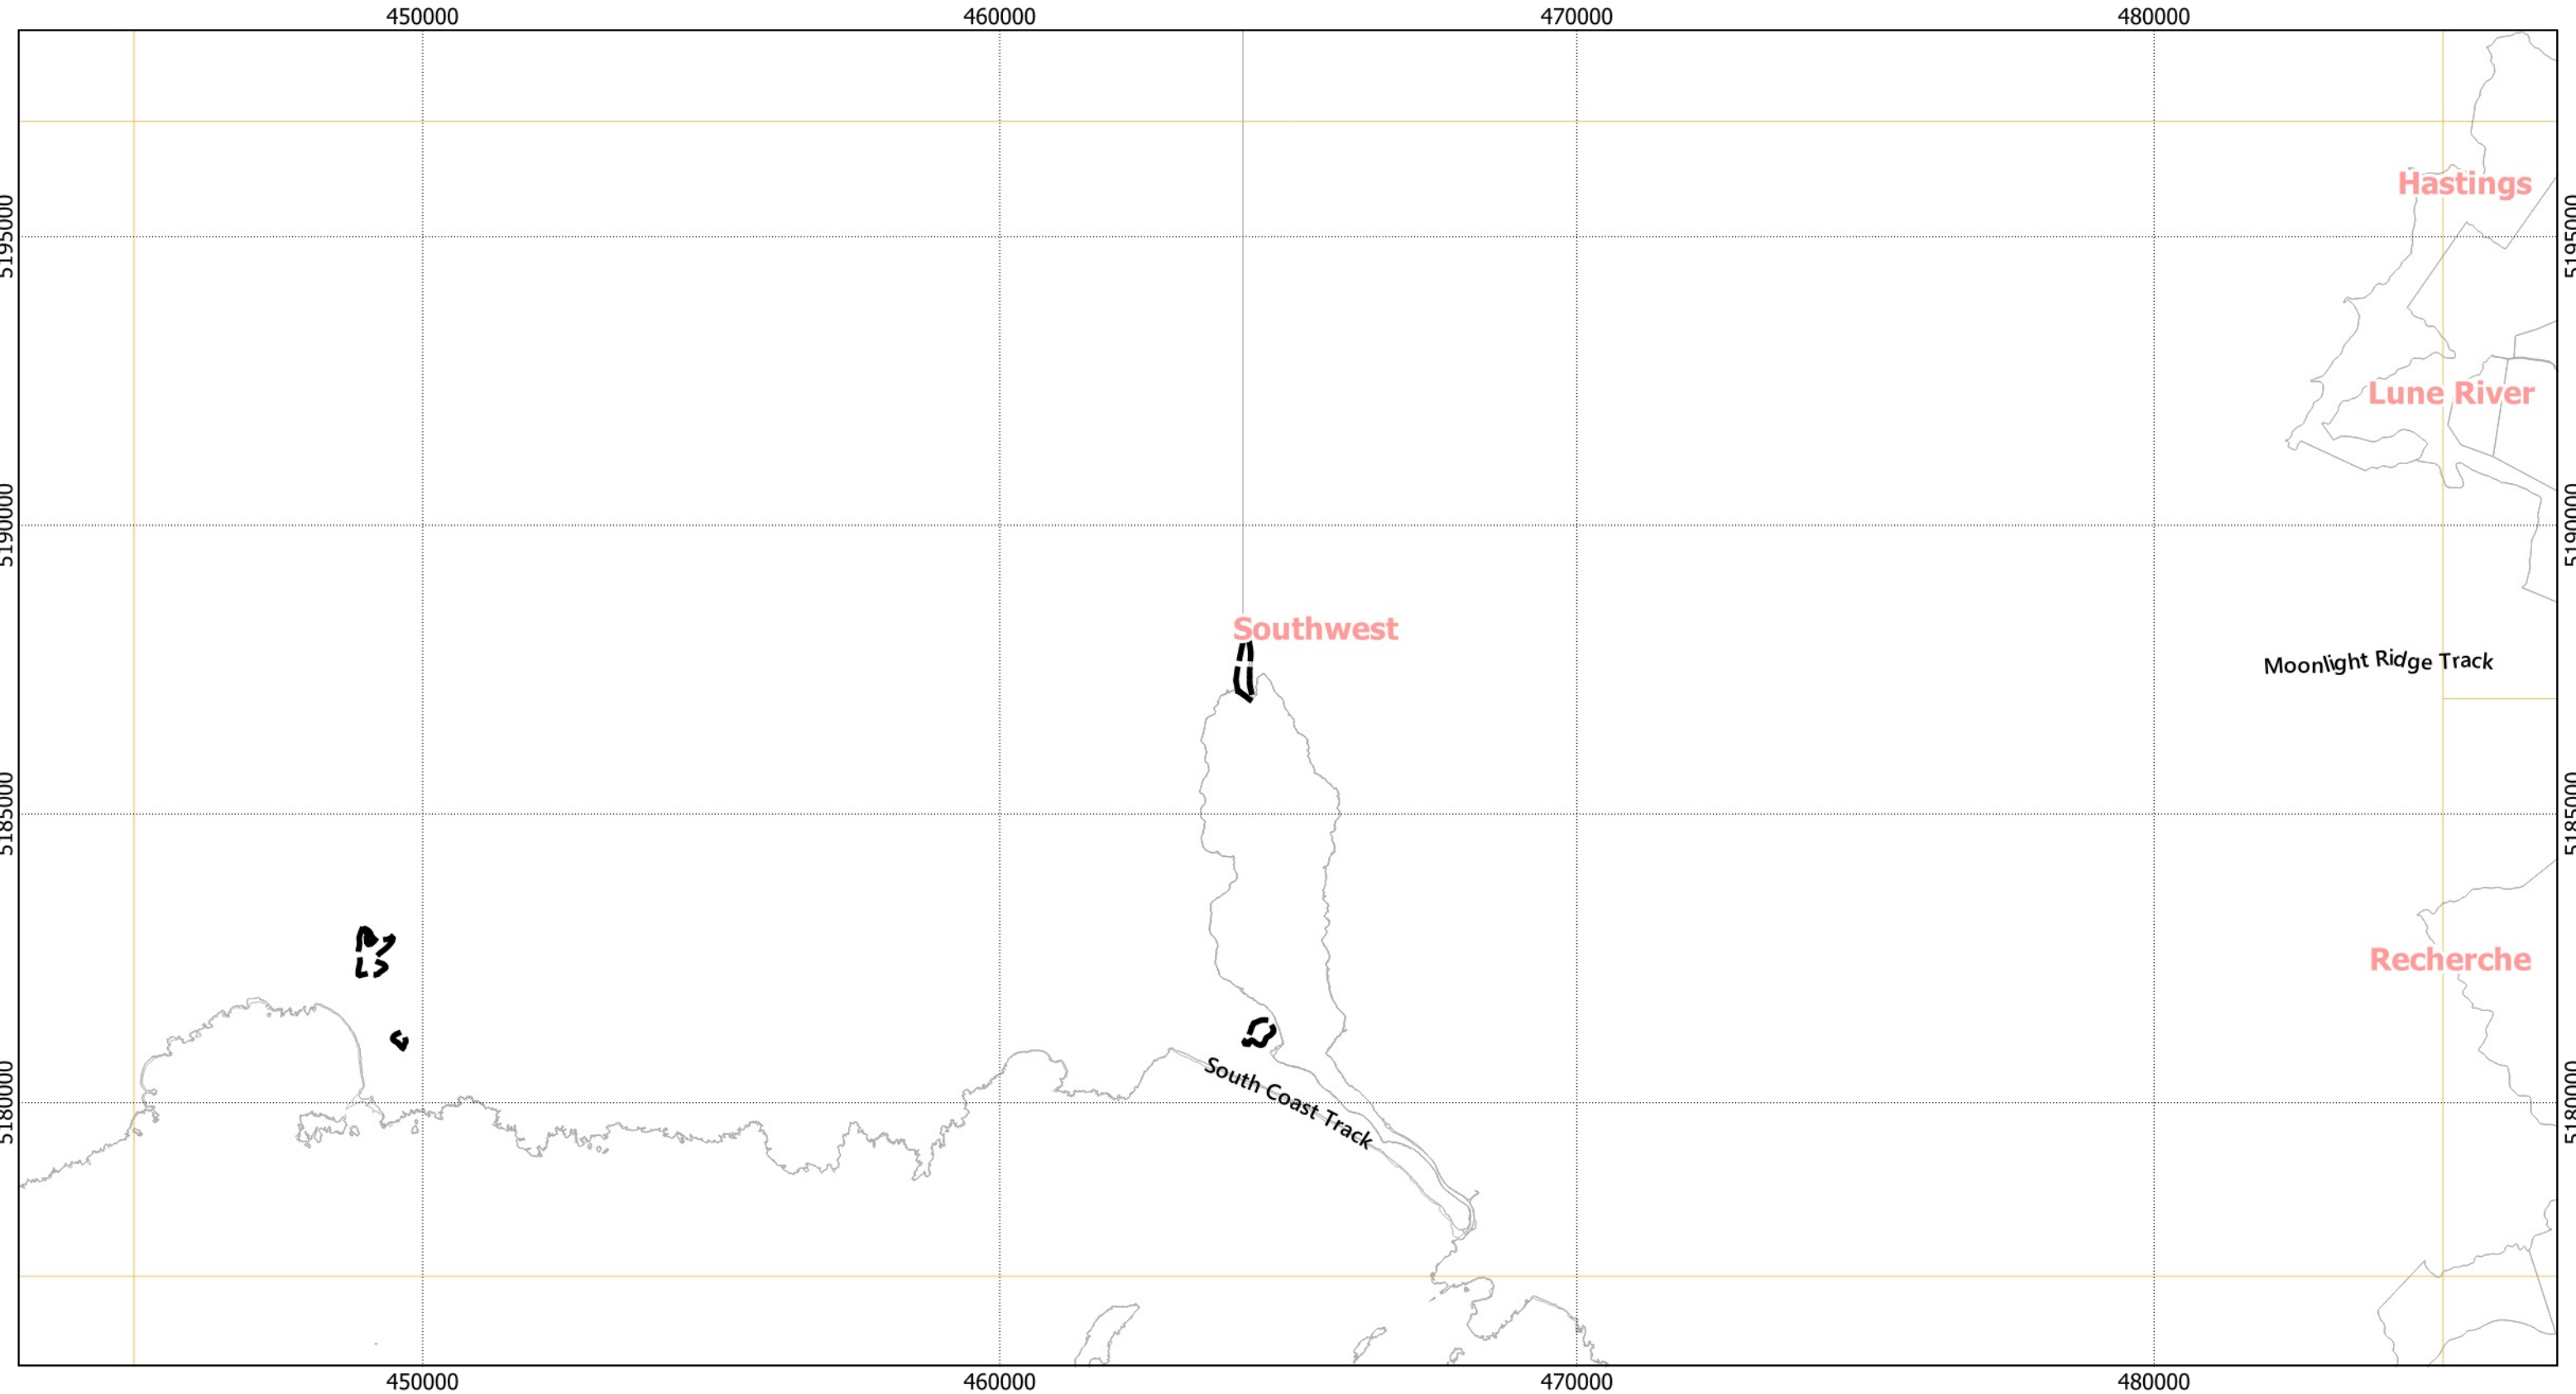 450000 460000 470000 480000
Hastings
5195000 5195000
Lune River
5190000 5190000
Southwest
Moonlight Ridge Track
5185000 5185000
Recherche
South Coast Track
5180000 5180000
450000 460000 470000 480000